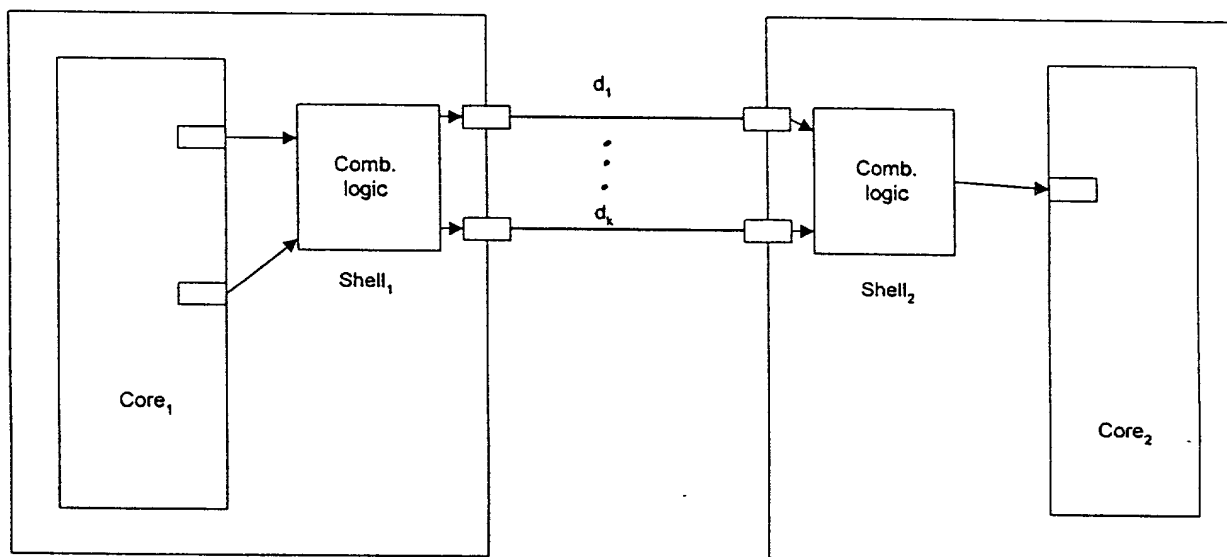 d₁
Comb.
logic
Comb.
logic
dₖ
Shell₁
Shell₂
Core₁
Core₂